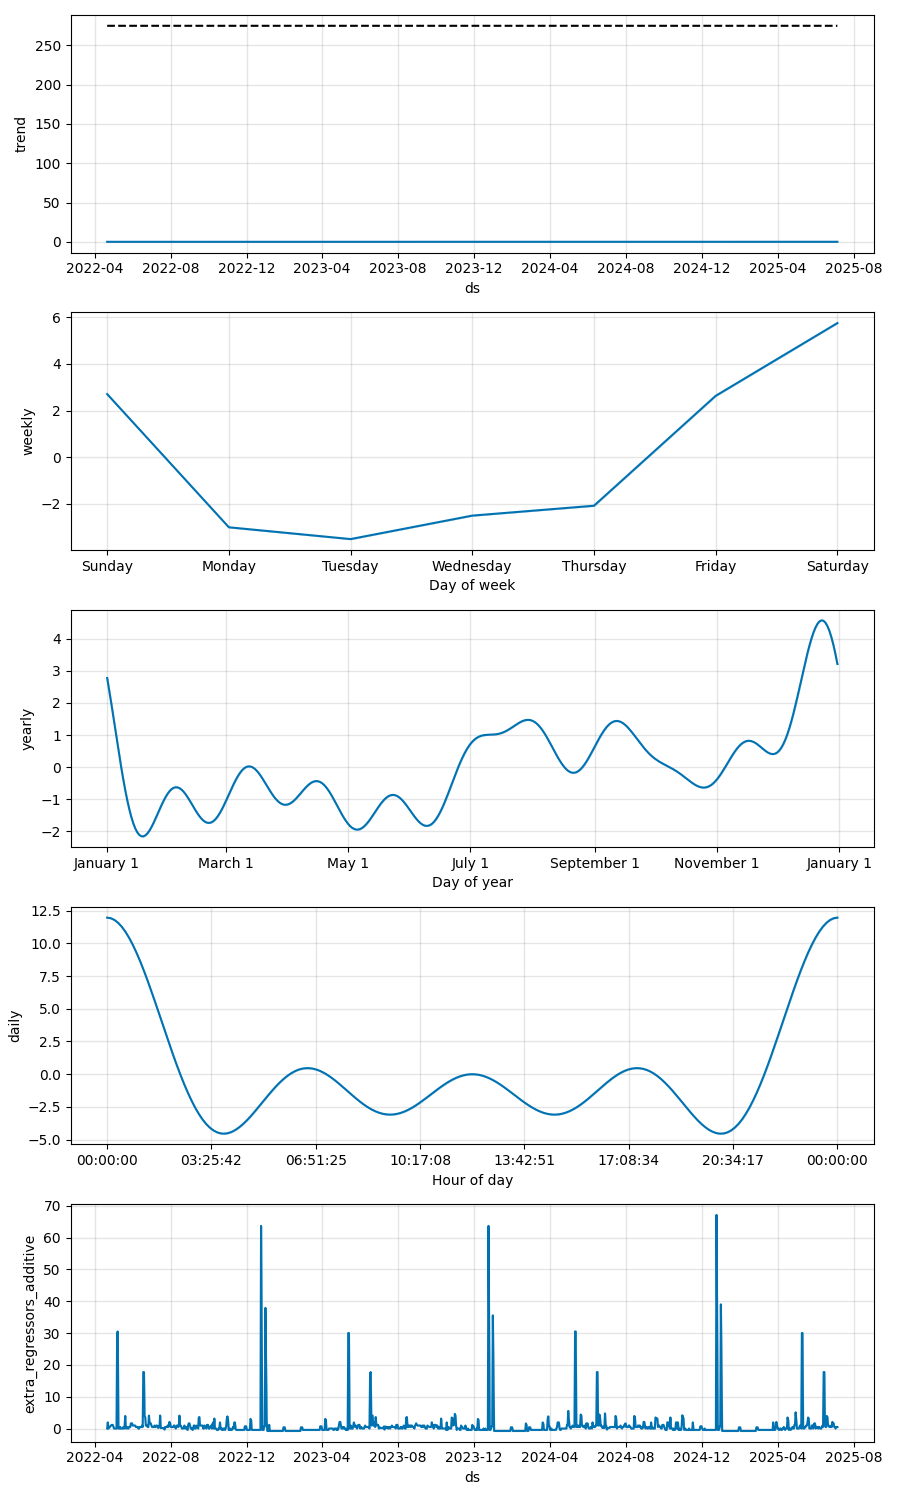 250
200
150
100
50
0
trend
2022-04 2022-08 2022-12 2023-04 2023-08 2023-12 2024-04 2024-08 2024-12 2025-04 2025-08
ds
6
4
2
0
−2
weekly
Sunday Monday Tuesday Wednesday Thursday Friday Saturday
Day of week
4
3
2
1
0
−1
−2
yearly
January 1 March 1 May 1 July 1 September 1 November 1 January 1
Day of year
12.5
10.0
7.5
5.0
2.5
0.0
−2.5
−5.0
daily
00:00:00 03:25:42 06:51:25 10:17:08 13:42:51 17:08:34 20:34:17 00:00:00
Hour of day
70
60
50
40
30
20
10
0
extra_regressors_additive
2022-04 2022-08 2022-12 2023-04 2023-08 2023-12 2024-04 2024-08 2024-12 2025-04 2025-08
ds